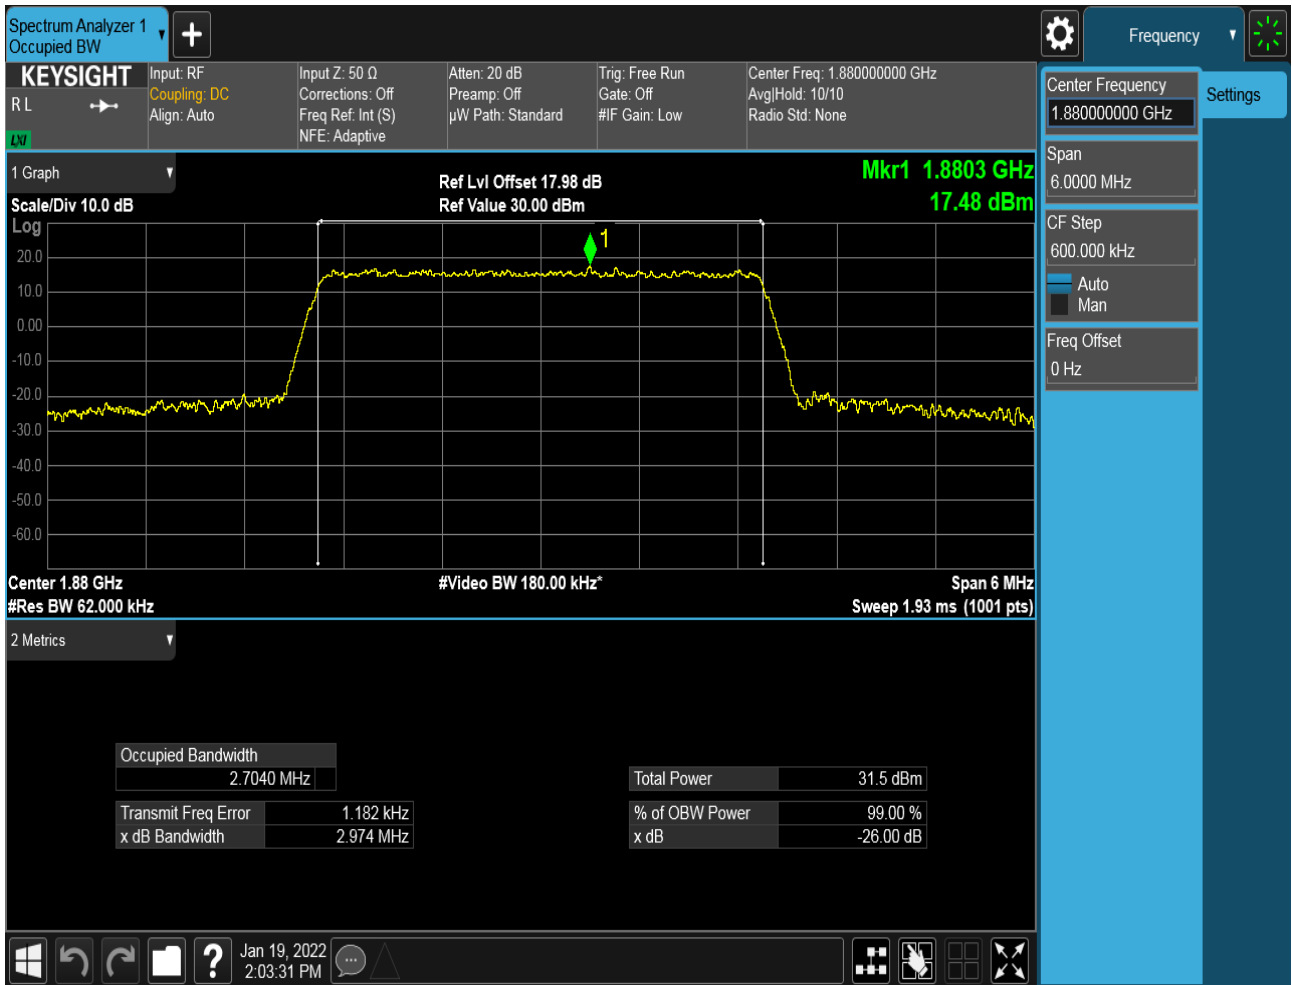 Spectrum Analyzer 1
Occupied BW
Frequency
KEYSIGHT
R L
LXI
Input: RF
Coupling: DC
Align: Auto
Input Z: 50 Ω
Corrections: Off
Freq Ref: Int (S)
NFE: Adaptive
Atten: 20 dB
Preamp: Off
µW Path: Standard
Trig: Free Run
Gate: Off
#IF Gain: Low
Center Freq: 1.880000000 GHz
Avg|Hold: 10/10
Radio Std: None
Center Frequency
1.880000000 GHz
Settings
Span
6.0000 MHz
CF Step
600.000 kHz
Auto
Man
Freq Offset
0 Hz
1 Graph
Scale/Div 10.0 dB
Ref Lvl Offset 17.98 dB
Ref Value 30.00 dBm
Mkr1 1.8803 GHz
17.48 dBm
Log
1
20.0
10.0
0.00
-10.0
-20.0
-30.0
-40.0
-50.0
-60.0
Center 1.88 GHz
#Res BW 62.000 kHz
#Video BW 180.00 kHz*
Span 6 MHz
Sweep 1.93 ms (1001 pts)
2 Metrics
Occupied Bandwidth
2.7040 MHz
Transmit Freq Error 1.182 kHz
x dB Bandwidth 2.974 MHz
Total Power 31.5 dBm
% of OBW Power 99.00 %
x dB -26.00 dB
Jan 19, 2022
2:03:31 PM